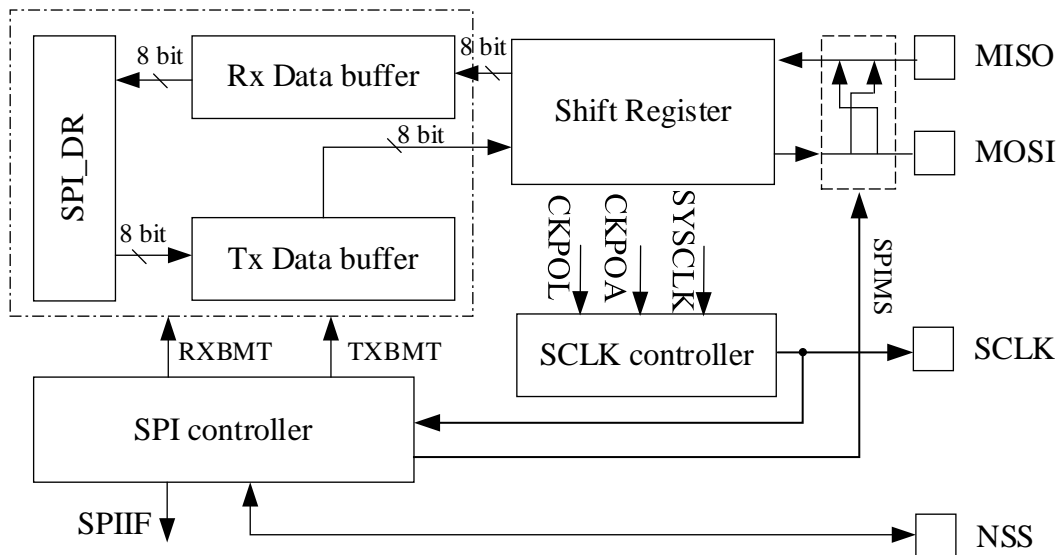 8 bit
Rx Data buffer
8 bit
Shift Register
MISO
SPI_DR
8 bit
MOSI
8 bit
Tx Data buffer
CKPOL
CKPOA
SYSCLK
SPIMS
RXBMT
TXBMT
SCLK controller
SCLK
SPI controller
SPIIF
NSS